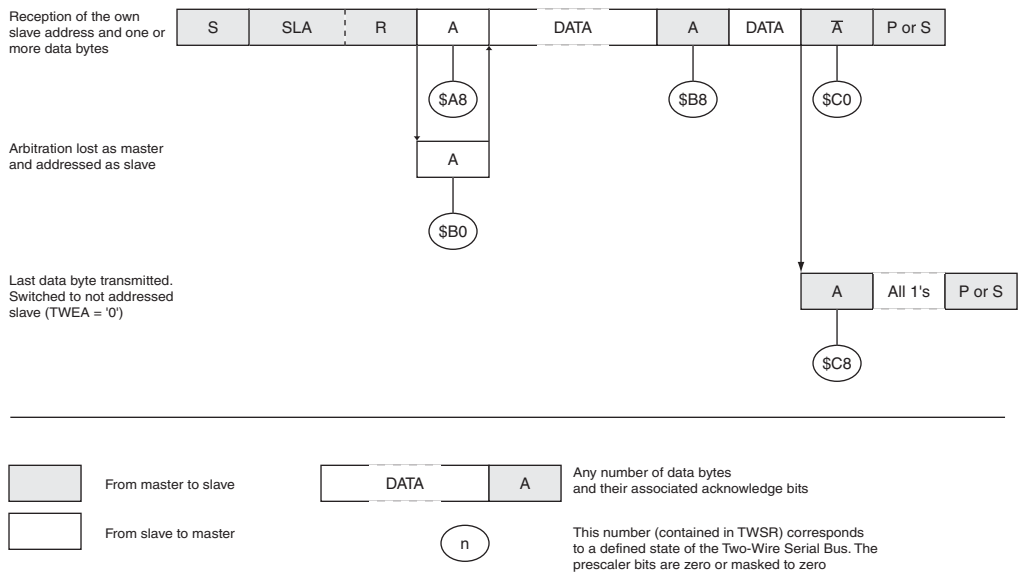 Reception of the own
slave address and one or
more data bytes
S SLA R A DATA A DATA A̅ P or S
$A8 $B8 $C0
Arbitration lost as master
and addressed as slave
A
$B0
Last data byte transmitted.
Switched to not addressed
slave (TWEA = '0')
A All 1's P or S
$C8
From master to slave
DATA A
Any number of data bytes
and their associated acknowledge bits
From slave to master
n
This number (contained in TWSR) corresponds
to a defined state of the Two-Wire Serial Bus. The
prescaler bits are zero or masked to zero